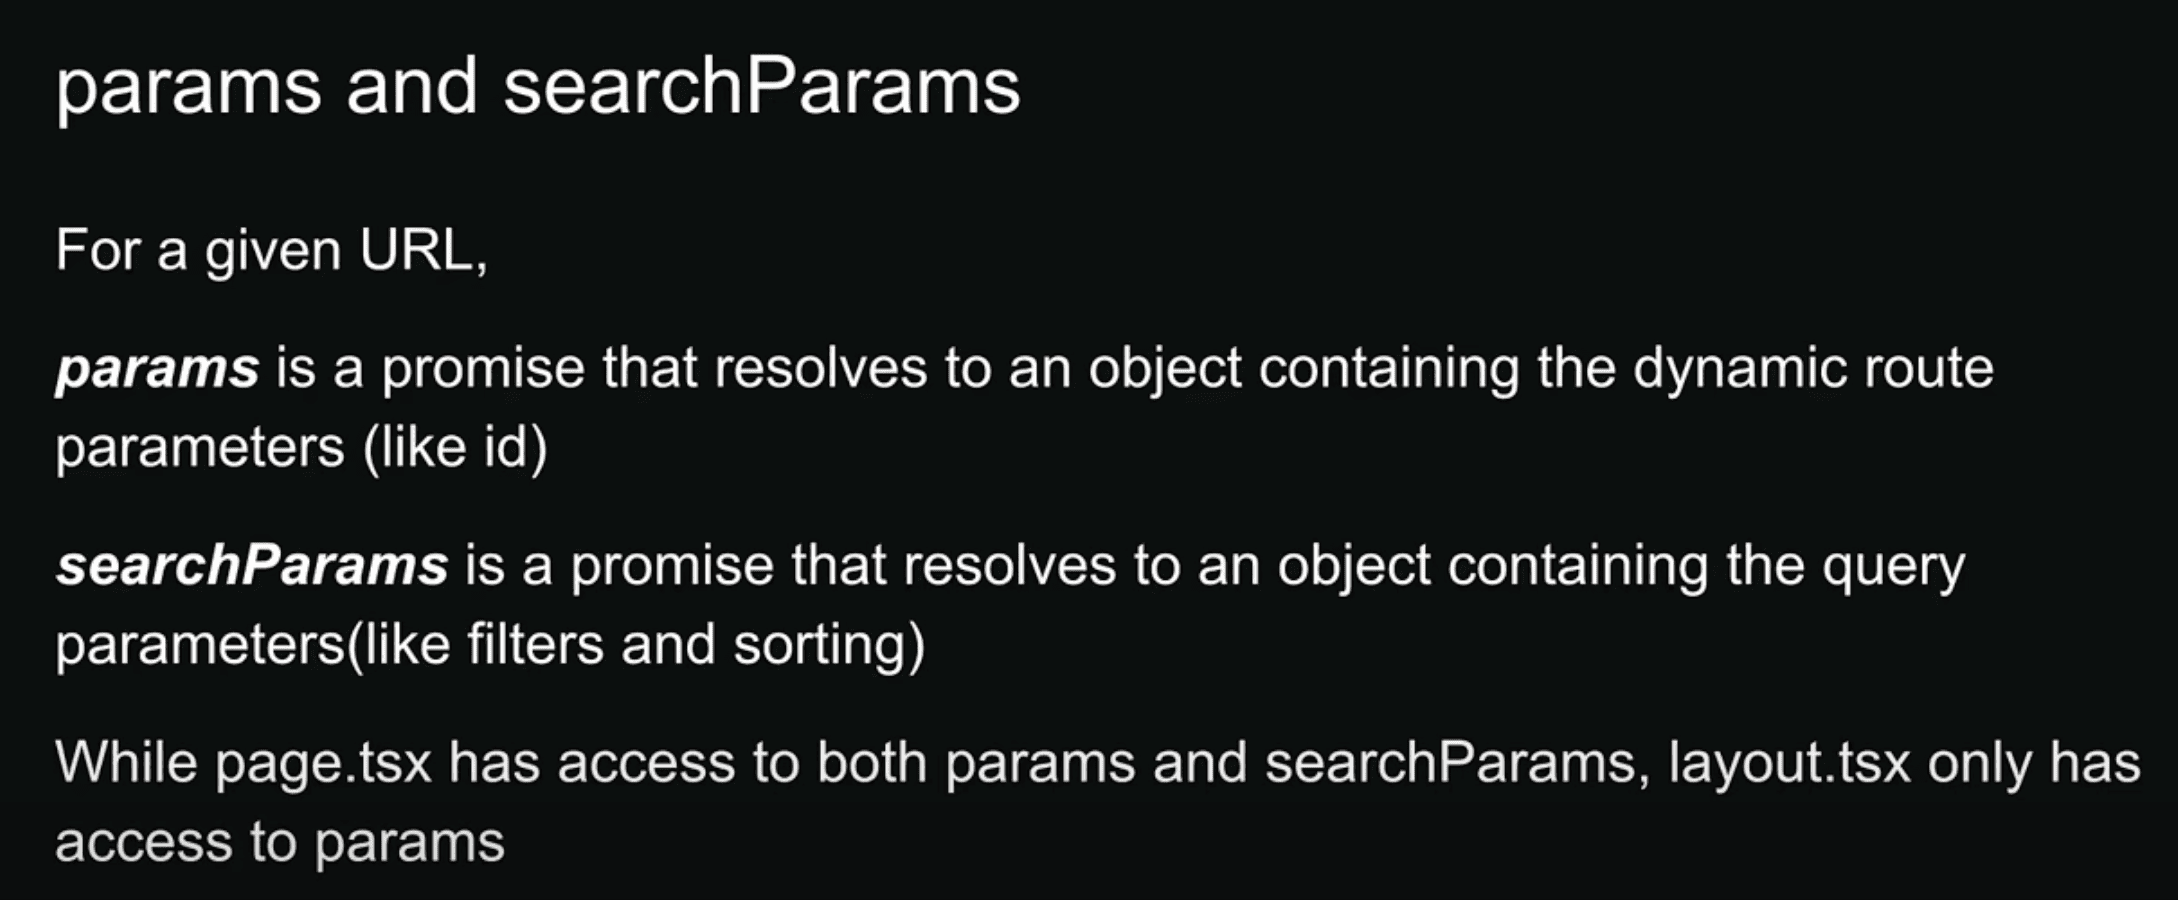 params and searchParams
For a given URL,
params is a promise that resolves to an object containing the dynamic route
parameters (like id)
searchParams is a promise that resolves to an object containing the query
parameters(like filters and sorting)
While page.tsx has access to both params and searchParams, layout.tsx only has
access to params